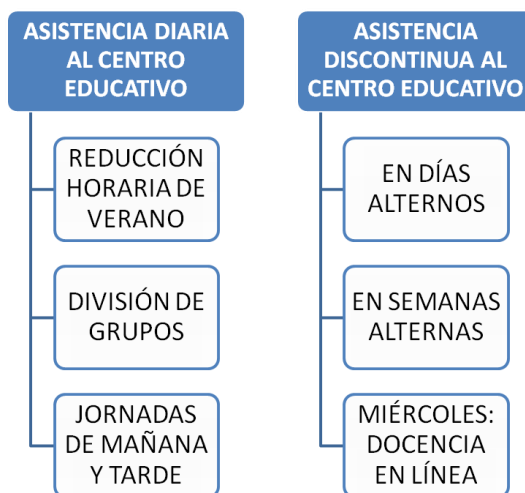 ASISTENCIA DIARIA
AL CENTRO
EDUCATIVO
REDUCCIÓN
HORARIA DE
VERANO
DIVISIÓN DE
GRUPOS
JORNADAS
DE MAÑANA
Y TARDE
ASISTENCIA
DISCONTINUA AL
CENTRO EDUCATIVO
EN DÍAS
ALTERNOS
EN SEMANAS
ALTERNAS
MIÉRCOLES:
DOCENCIA
EN LÍNEA